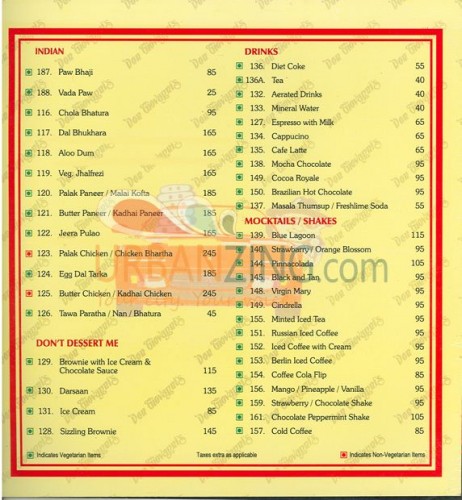 INDIAN
187. Paw Bhaji 85
188. Vada Paw 25
116. Chola Bhatura 95
117. Dal Bhukhara 165
118. Aloo Dum 165
119. Veg. Jhalfrezi 165
120. Palak Paneer / Malai Kofta 185
121. Butter Paneer / Kadhai Paneer 185
122. Jeera Pulao 165
123. Palak Chicken / Chicken Bhartha 245
124. Egg Dal Tarka 185
125. Butter Chicken / Kadhai Chicken 245
126. Tawa Paratha / Nan / Bhatura 45
DON'T DESSERT ME
129. Brownie with Ice Cream &
Chocolate Sauce 115
130. Darsaan 135
131. Ice Cream 85
128. Sizzling Brownie 145
DRINKS
136. Diet Coke 55
136A. Tea 40
132. Aerated Drinks 40
133. Mineral Water 40
127. Espresso with Milk 65
134. Cappucino 65
135. Cafe Latte 65
138. Mocha Chocolate 95
149. Cocoa Royale 95
150. Brazilian Hot Chocolate 95
137. Masala Thumsup / Freshlime Soda 55
MOCKTAILS / SHAKES
139. Blue Lagoon 115
140. Strawberry / Orange Blossom 95
144. Pinnacolada 105
145. Black and Tan 95
148. Virgin Mary 95
149. Cindrella 95
155. Minted Iced Tea 95
151. Russian Iced Coffee 95
152. Iced Coffee with Cream 95
153. Berlin Iced Coffee 95
154. Coffee Cola Flip 85
156. Mango / Pineapple / Vanilla 95
159. Strawberry / Chocolate Shake 95
161. Chocolate Peppermint Shake 105
157. Cold Coffee 85
Indicates Vegetarian Items Taxes extra as applicable Indicates Non-Vegetarian Items
URBANZING.com